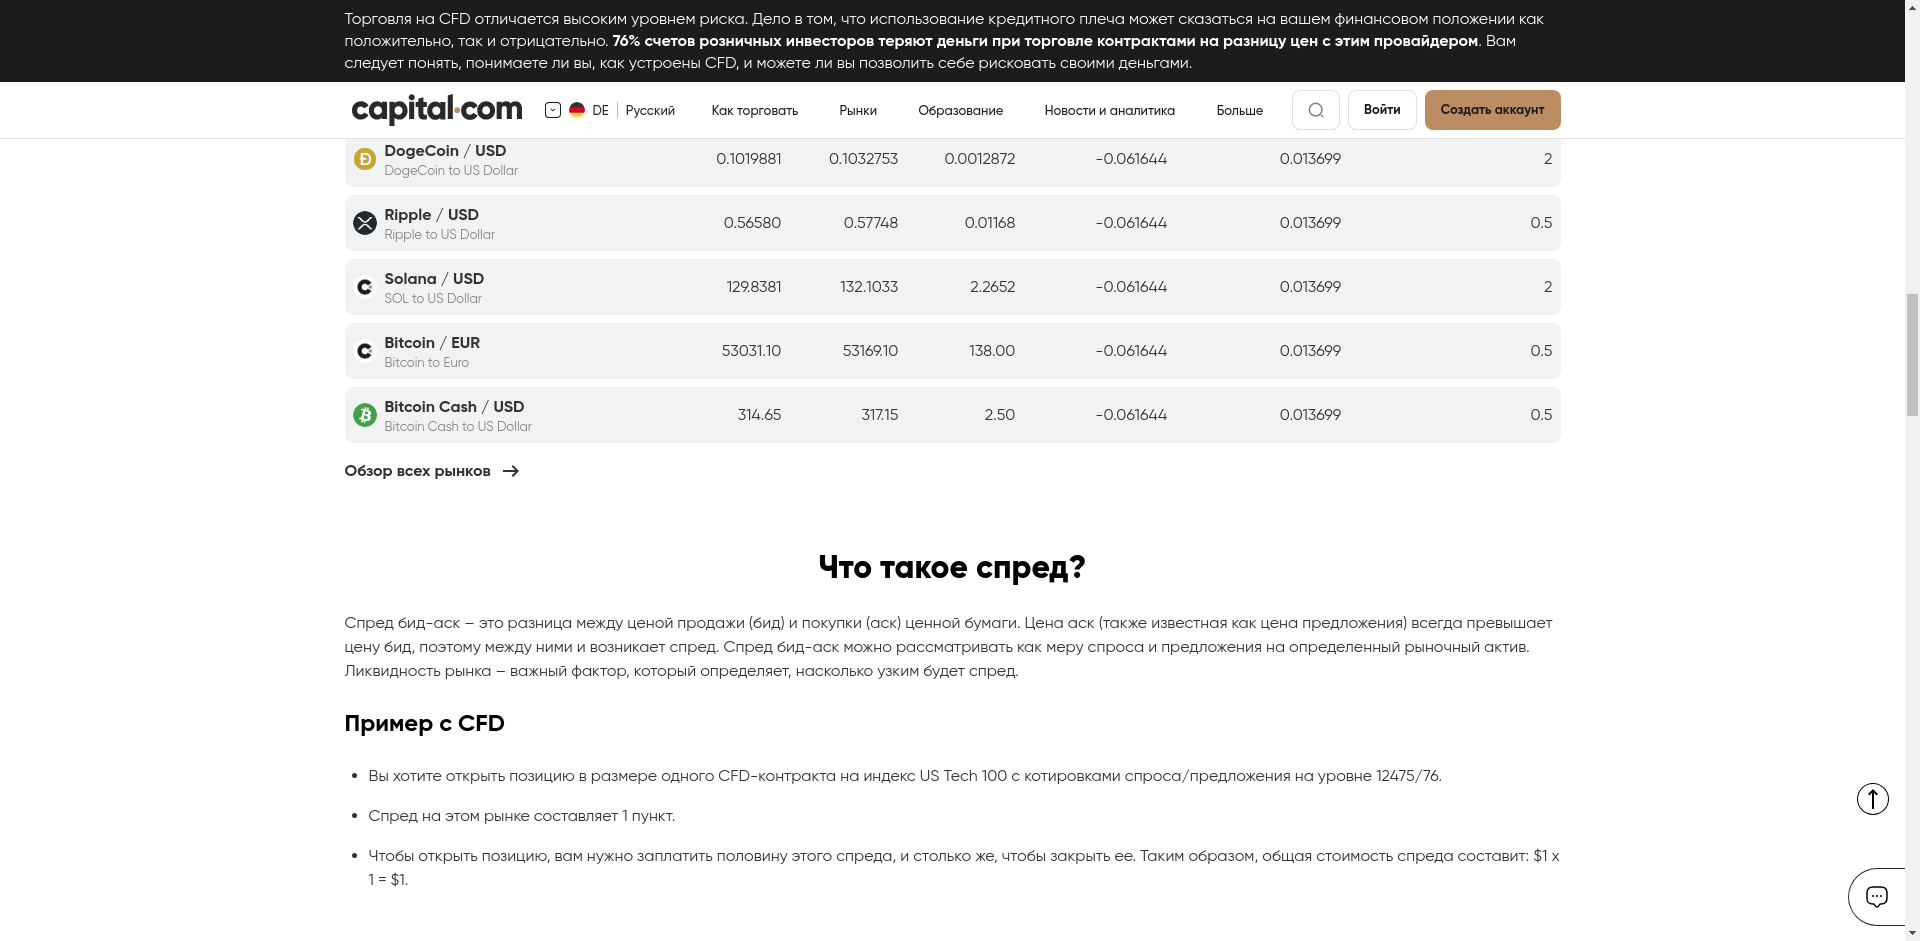 Торговля на CFD отличается высоким уровнем риска. Дело в том, что использование кредитного плеча может сказаться на вашем финансовом положении как
положительно, так и отрицательно. 76% счетов розничных инвесторов теряют деньги при торговле контрактами на разницу цен с этим провайдером. Вам
следует понять, понимаете ли вы, как устроены CFD, и можете ли вы позволить себе рисковать своими деньгами.
capital.com DE Русский Как торговать Рынки Образование Новости и аналитика Больше Войти Создать аккаунт
DogeCoin / USD 0.1019881 0.1032753 0.0012872 -0.061644 0.013699 2
DogeCoin to US Dollar
Ripple / USD 0.56580 0.57748 0.01168 -0.061644 0.013699 0.5
Ripple to US Dollar
Solana / USD 129.8381 132.1033 2.2652 -0.061644 0.013699 2
SOL to US Dollar
Bitcoin / EUR 53031.10 53169.10 138.00 -0.061644 0.013699 0.5
Bitcoin to Euro
Bitcoin Cash / USD 314.65 317.15 2.50 -0.061644 0.013699 0.5
Bitcoin Cash to US Dollar
Обзор всех рынков
Что такое спред?
Спред бид-аск – это разница между ценой продажи (бид) и покупки (аск) ценной бумаги. Цена аск (также известная как цена предложения) всегда превышает
цену бид, поэтому между ними и возникает спред. Спред бид-аск можно рассматривать как меру спроса и предложения на определенный рыночный актив.
Ликвидность рынка – важный фактор, который определяет, насколько узким будет спред.
Пример с CFD
Вы хотите открыть позицию в размере одного CFD-контракта на индекс US Tech 100 с котировками спроса/предложения на уровне 12475/76.
Спред на этом рынке составляет 1 пункт.
Чтобы открыть позицию, вам нужно заплатить половину этого спреда, и столько же, чтобы закрыть ее. Таким образом, общая стоимость спреда составит: $1 x
1 = $1.